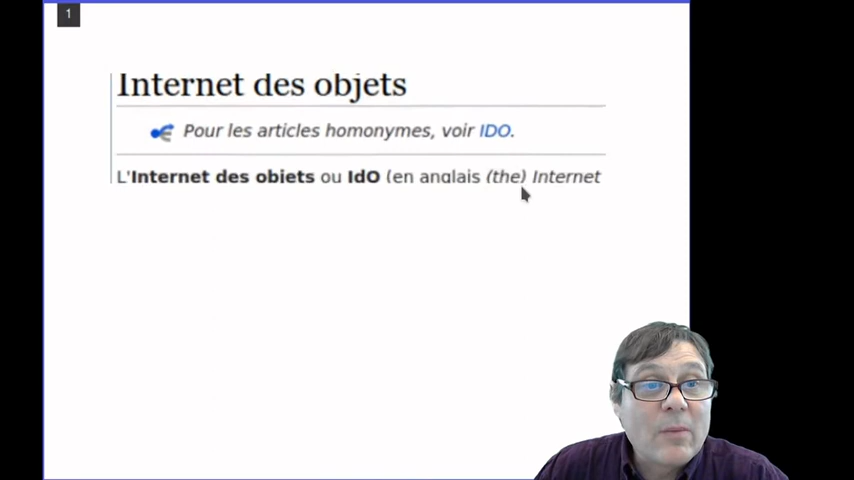 1
Internet des objets
Pour les articles homonymes, voir IDO.
L'Internet des objets ou IdO (en anglais (the) Internet